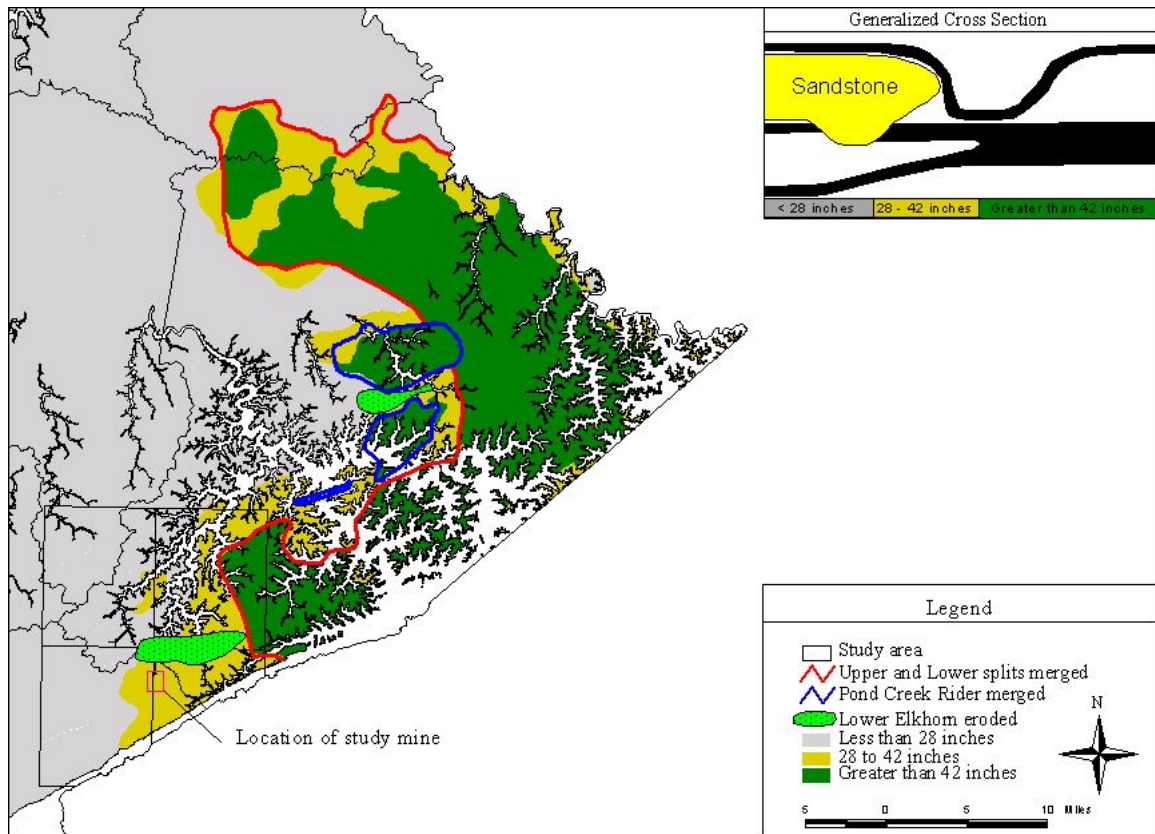 Generalized Cross Section
Sandstone
< 28 inches 28 - 42 inches Greater than 42 inches
Location of study mine
Legend
Study area
Upper and Lower splits merged
Pond Creek Rider merged
Lower Elkhorn eroded
Less than 28 inches
28 to 42 inches
Greater than 42 inches
N
5 0 5 10 Miles